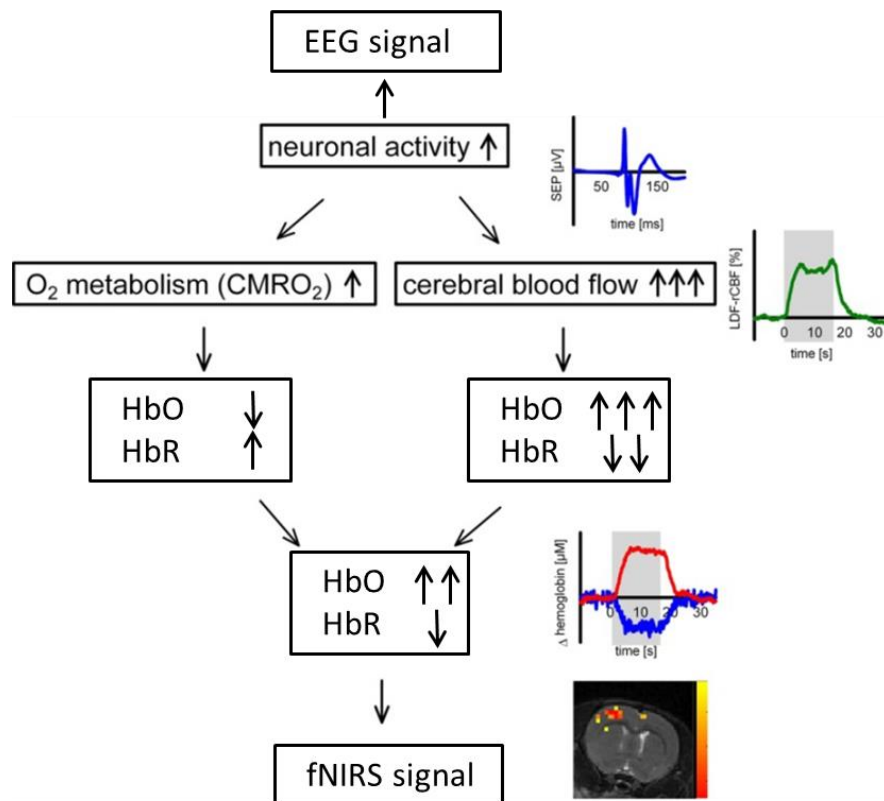 EEG signal
neuronal activity ↑
SEP [µV]
50 150
time [ms]
O₂ metabolism (CMRO₂) ↑
cerebral blood flow ↑↑↑
LDF-rCBF [%]
0 10 20 30
time [s]
HbO ↓
HbR ↑
HbO ↑ ↑ ↑
HbR ↓ ↓
HbO ↑ ↑
HbR ↓
Δ hemoglobin [µM]
0 10 20 30
time [s]
fNIRS signal